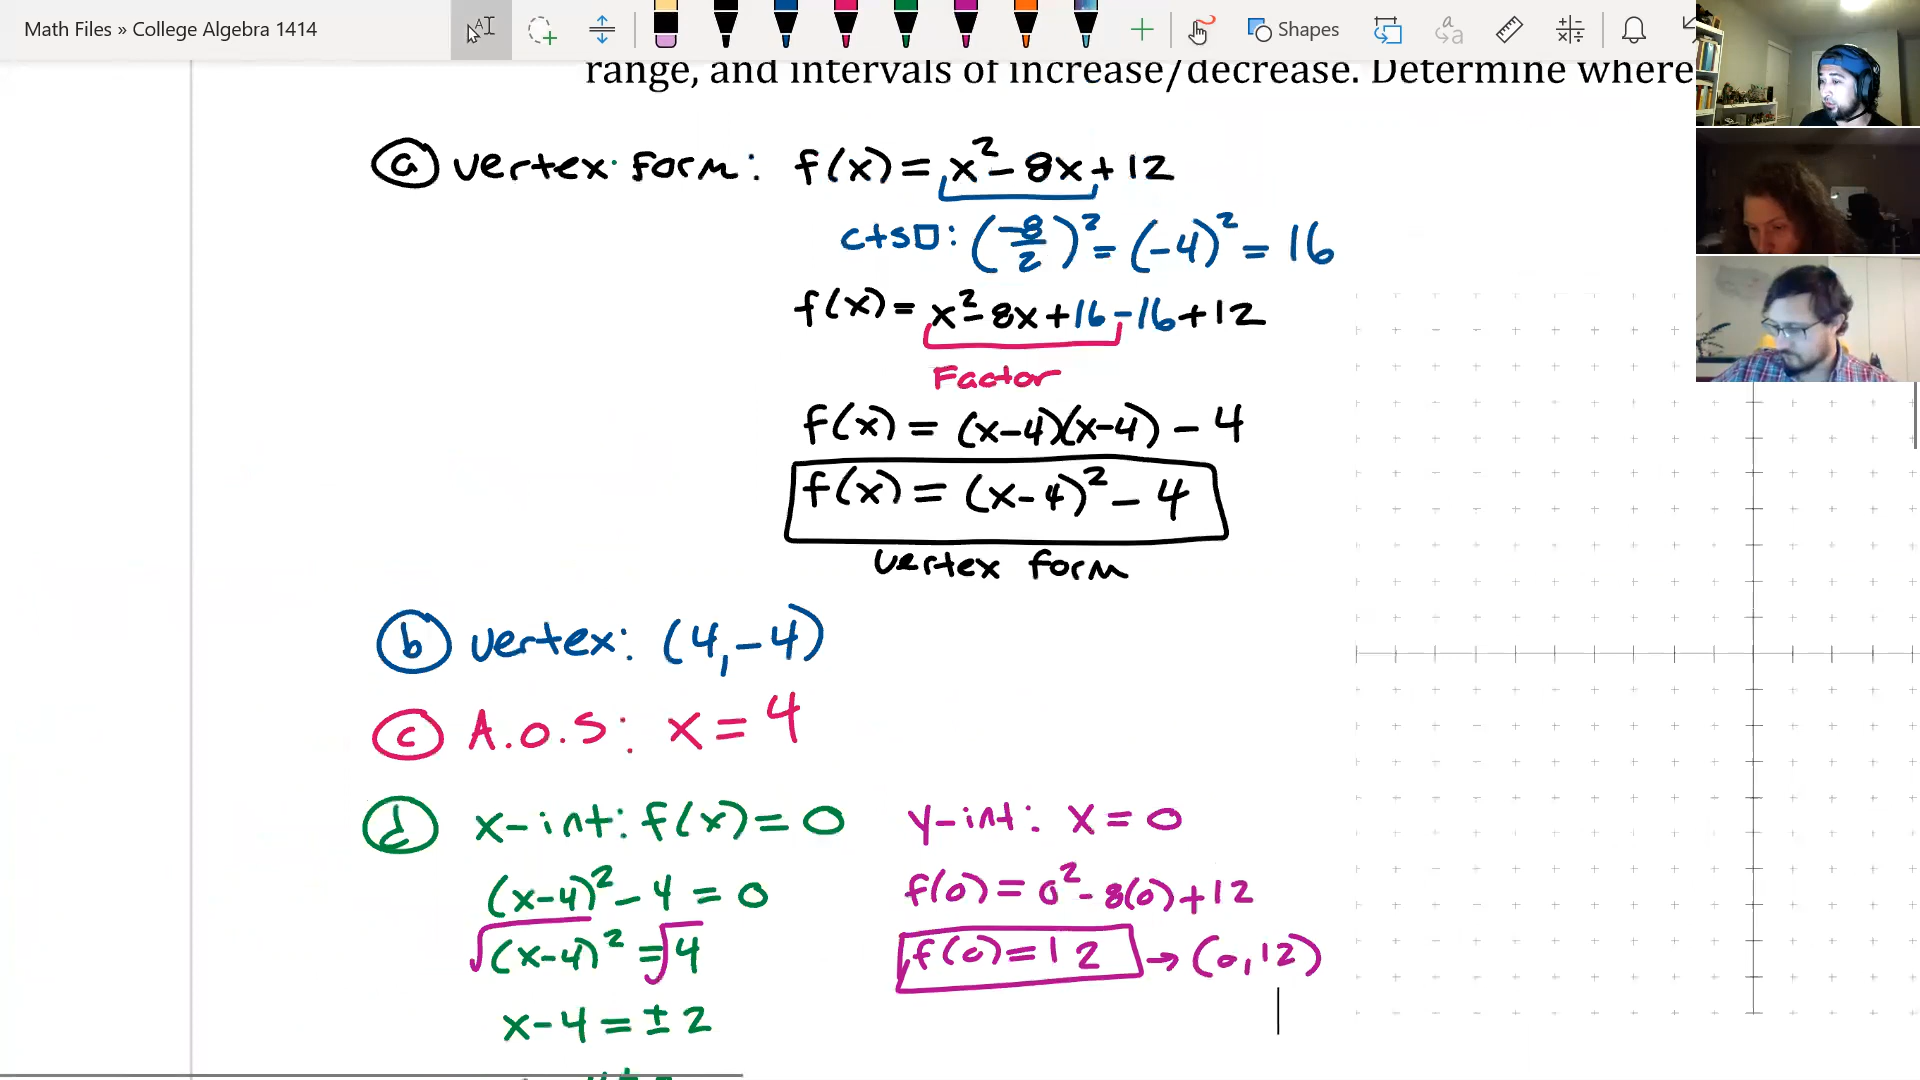 Math Files » College Algebra 1414
Shapes
range, and intervals of increase/decrease. Determine where
ⓐ vertex form: f(x) = x² - 8x + 12
cts□: (-8/2)² = (-4)² = 16
f(x) = x² - 8x + 16 - 16 + 12
Factor
f(x) = (x-4)(x-4) - 4
f(x) = (x-4)² - 4
vertex form
ⓑ vertex: (4, -4)
ⓒ A.O.S: x = 4
ⓓ x-int: f(x) = 0
(x-4)² - 4 = 0
√(x-4)² = √4
x - 4 = ± 2
y-int: x = 0
f(0) = 0² - 8(0) + 12
f(0) = 12 → (0, 12)